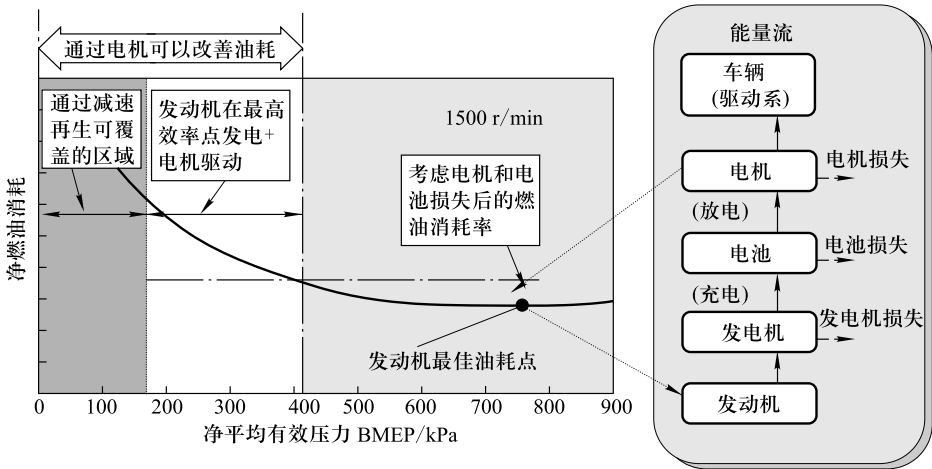 通过电机可以改善油耗
通过减速
再生可覆
盖的区域
发动机在最高
效率点发电+
电机驱动
1500 r/min
考虑电机和电
池损失后的燃
油消耗率
发动机最佳油耗点
净燃油消耗
0 100 200 300 400 500 600 700 800 900
净平均有效压力 BMEP/kPa
能量流
车辆
(驱动系)
电机
电机损失
(放电)
电池
电池损失
(充电)
发电机
发电机损失
发动机